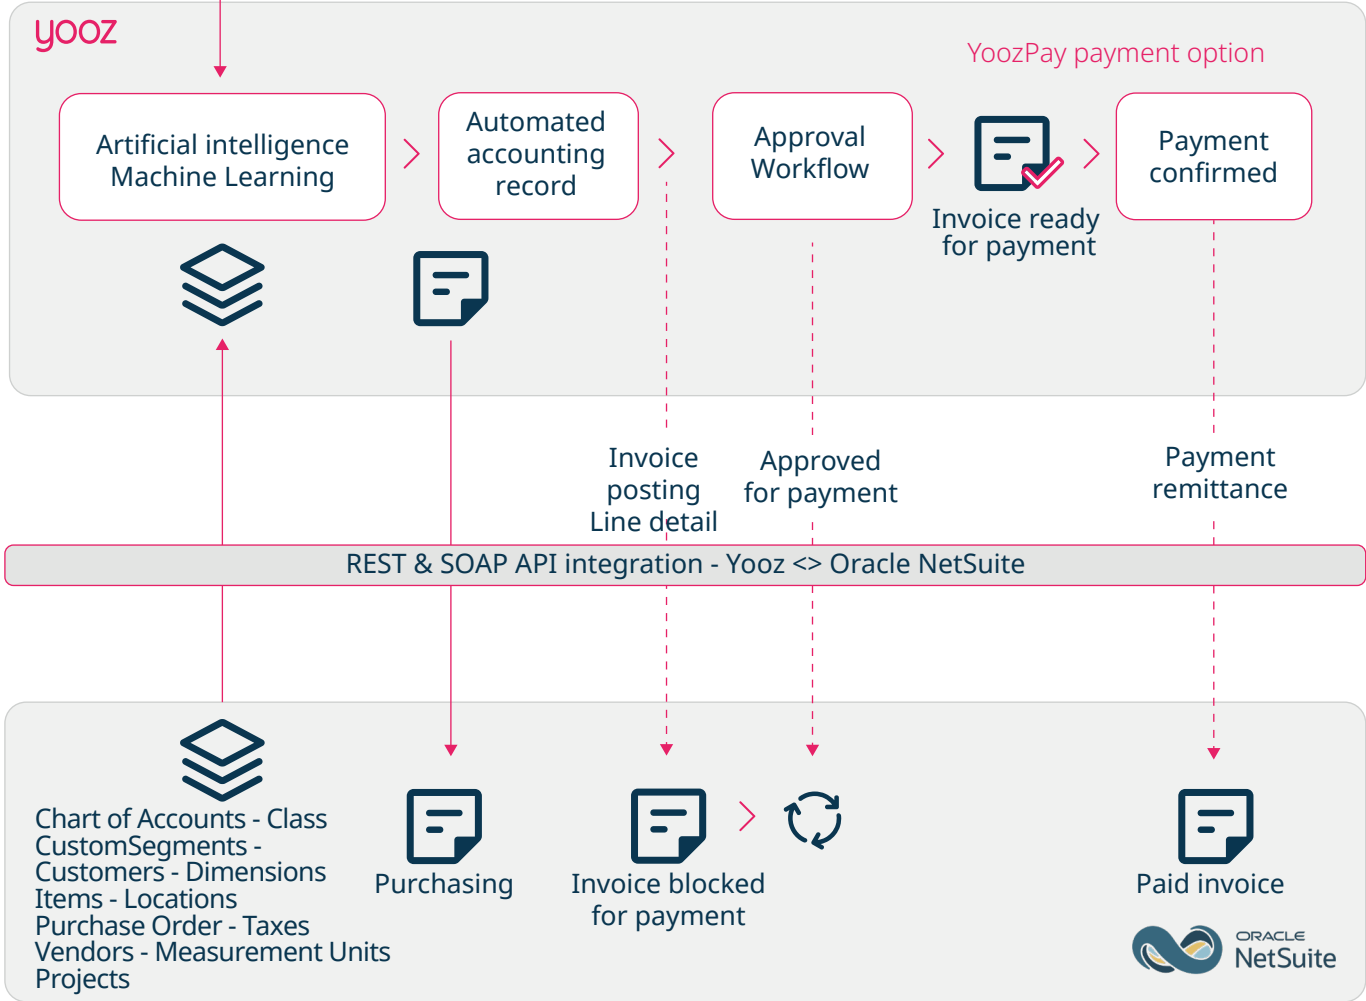 yooz
YoozPay payment option
Artificial intelligence
Machine Learning
Automated
accounting
record
Approval
Workflow
Invoice ready
for payment
Payment
confirmed
Invoice
posting
Line detail
Approved
for payment
Payment
remittance
REST & SOAP API integration - Yooz <> Oracle NetSuite
Chart of Accounts - Class
CustomSegments -
Customers - Dimensions
Items - Locations
Purchase Order - Taxes
Vendors - Measurement Units
Projects
Purchasing
Invoice blocked
for payment
Paid invoice
ORACLE
NetSuite